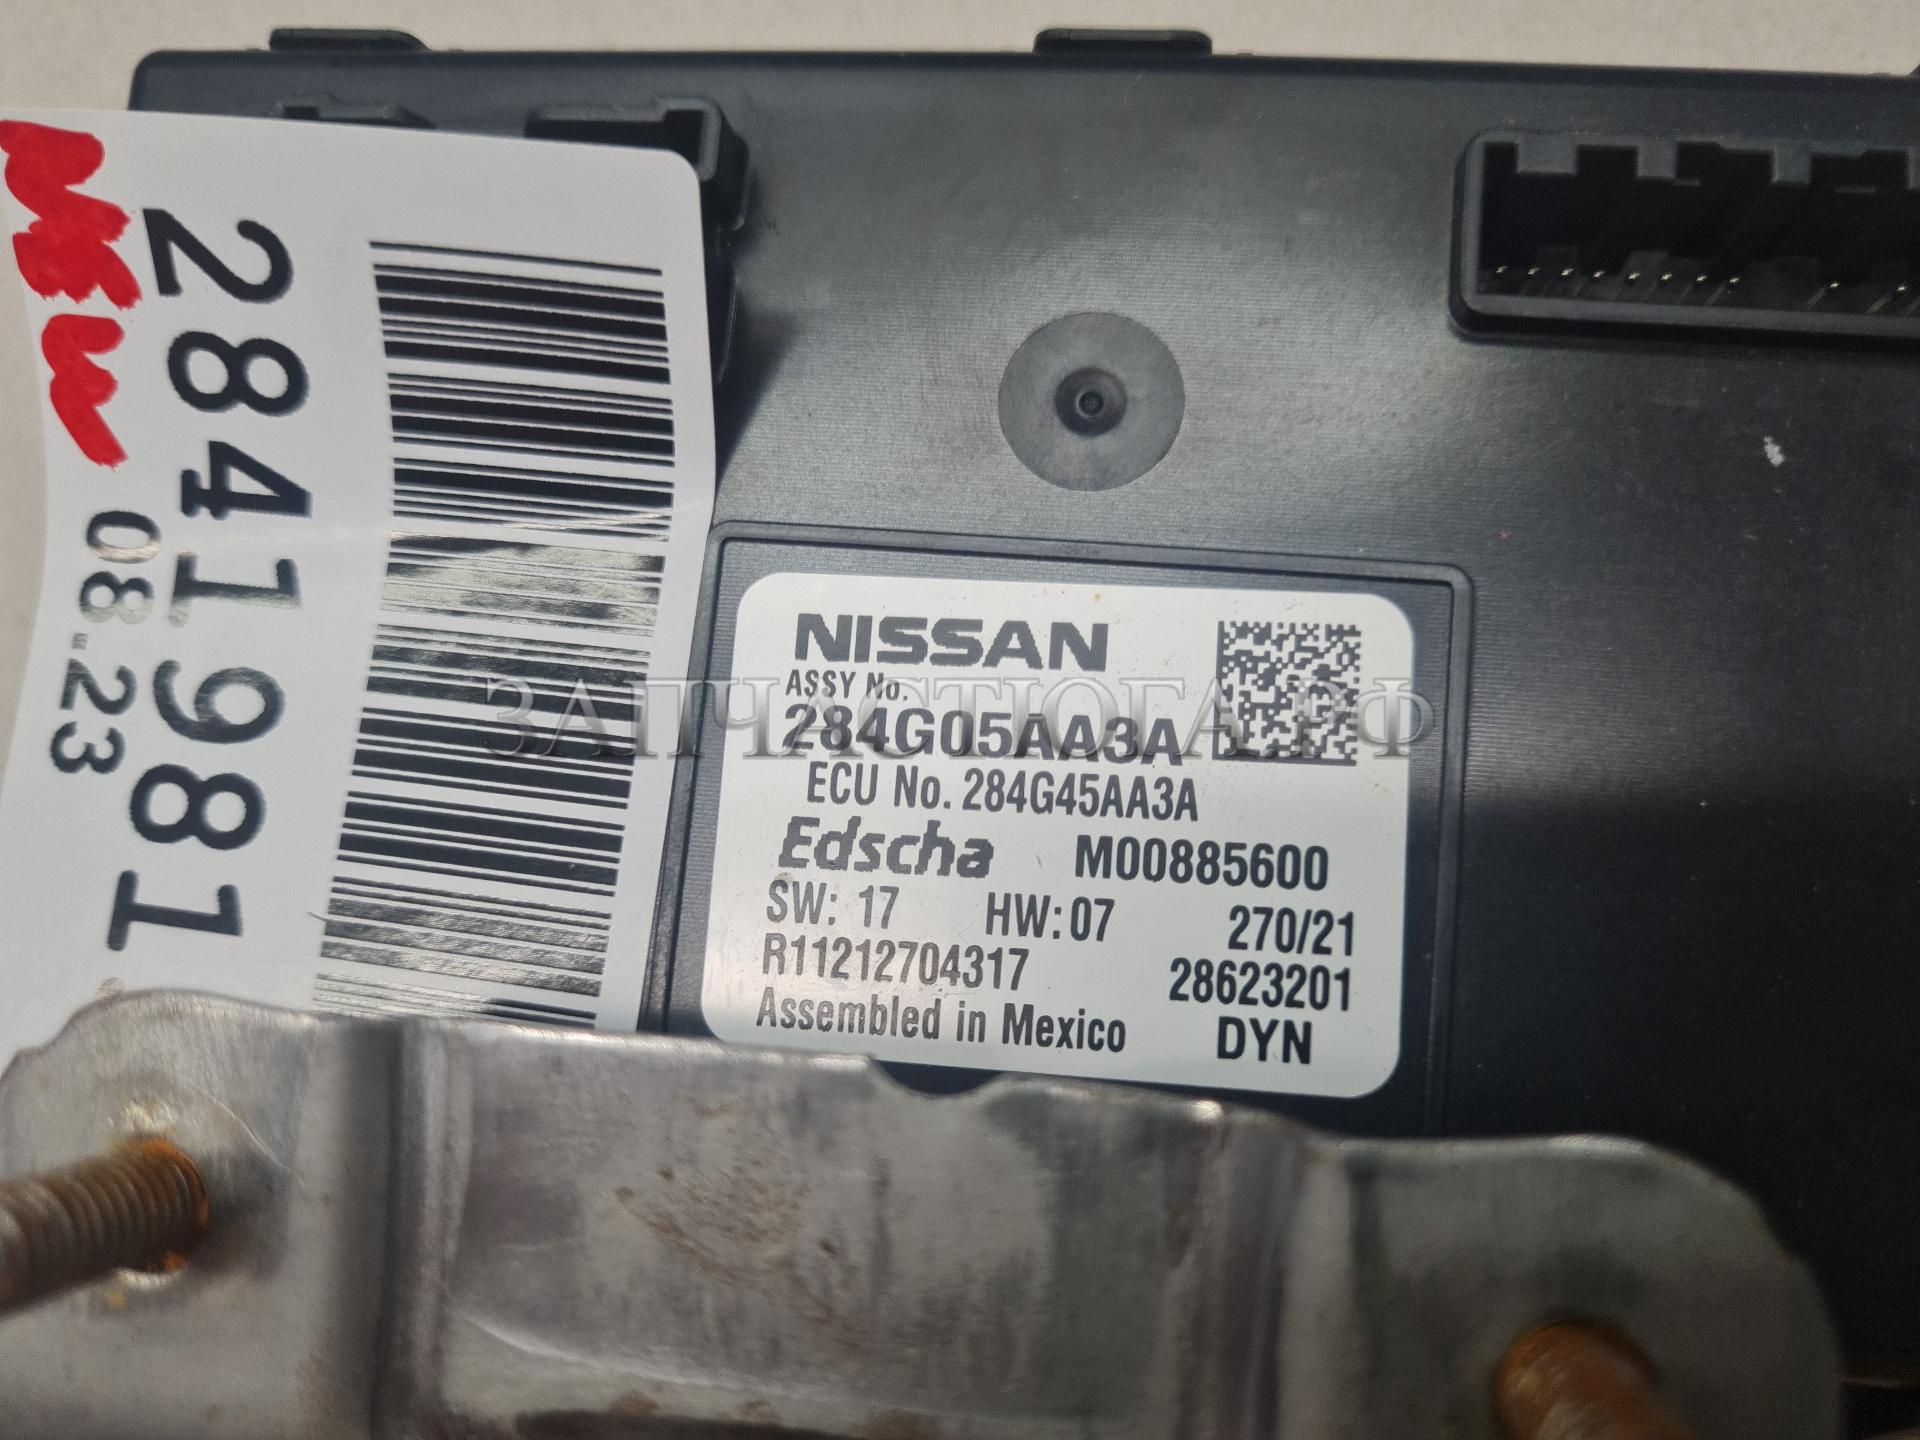 2841981
08.23
NISSAN
ASSY No.
284G05AA3A
ECU No. 284G45AA3A
Edscha M00885600
SW: 17 HW: 07 270/21
R11212704317 28623201
Assembled in Mexico DYN
ЗАПЧАСТЮГА.РФ